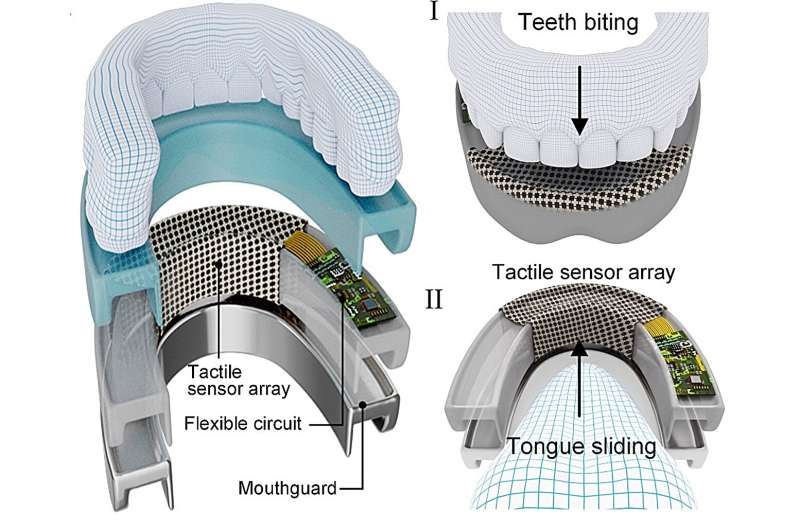 Tactile
sensor array
Flexible circuit
Mouthguard
I
Teeth biting
Tactile sensor array
II
Tongue sliding